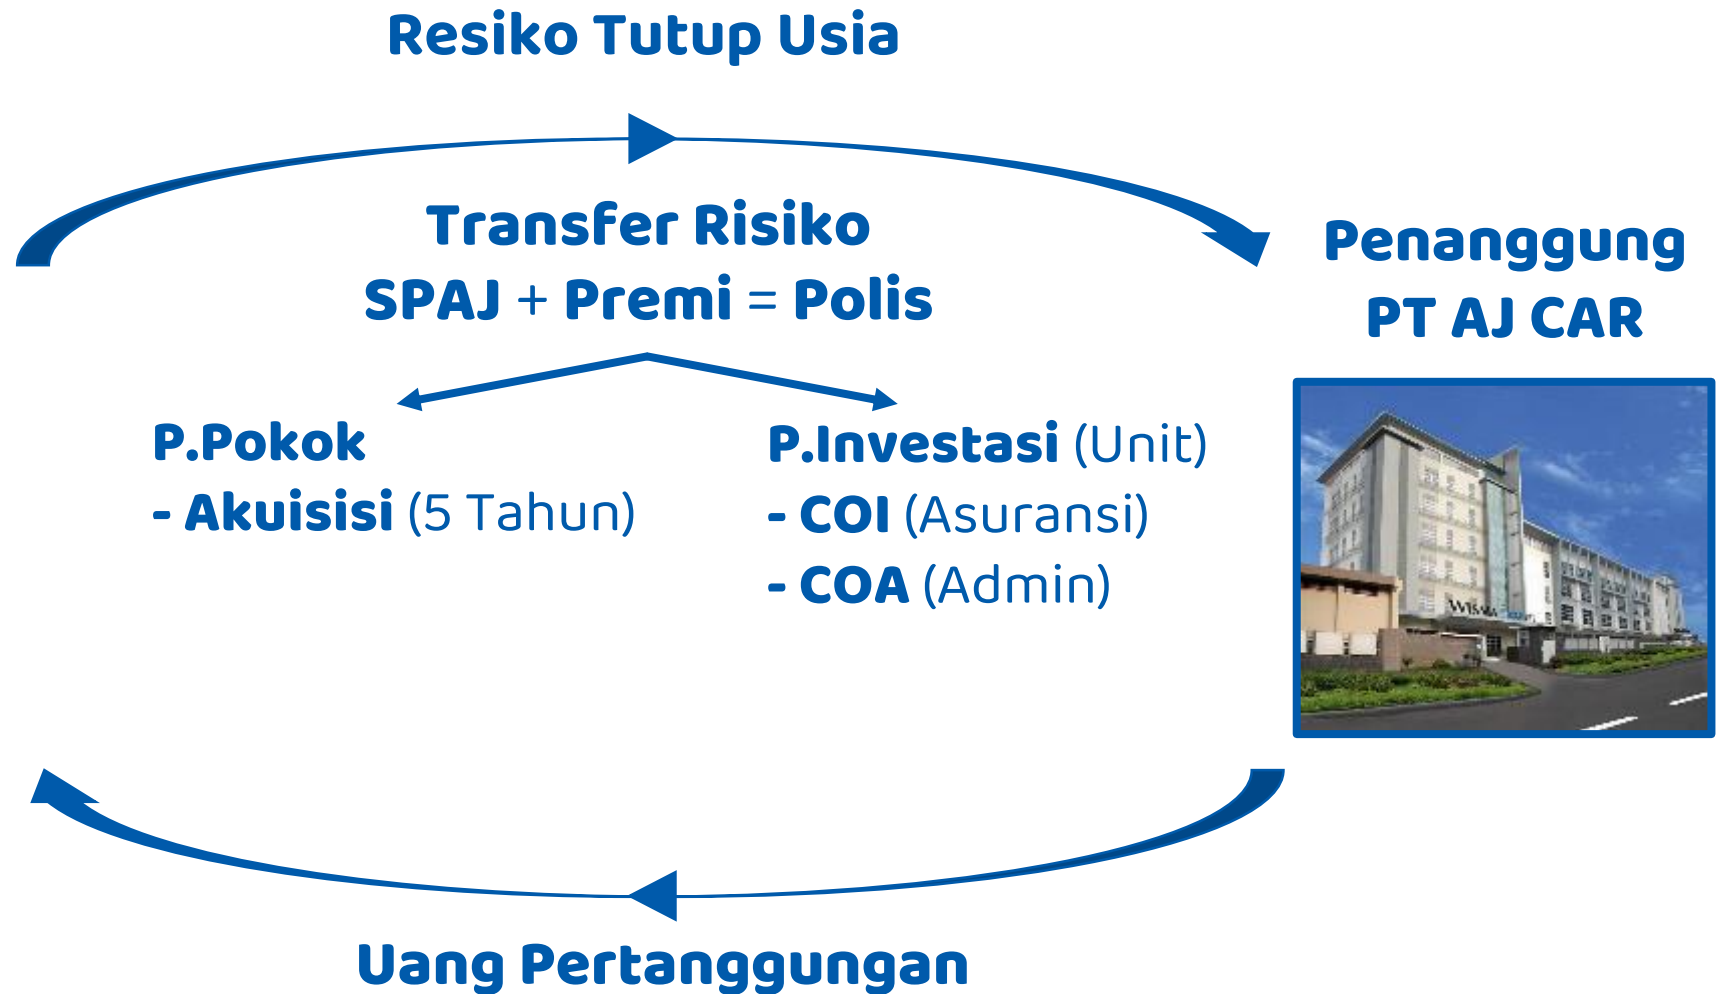 Resiko Tutup Usia
Transfer Risiko
SPAJ + Premi = Polis
Penanggung
PT AJ CAR
P.Pokok
- Akuisisi (5 Tahun)
P.Investasi (Unit)
- COI (Asuransi)
- COA (Admin)
WISMA
Uang Pertanggungan